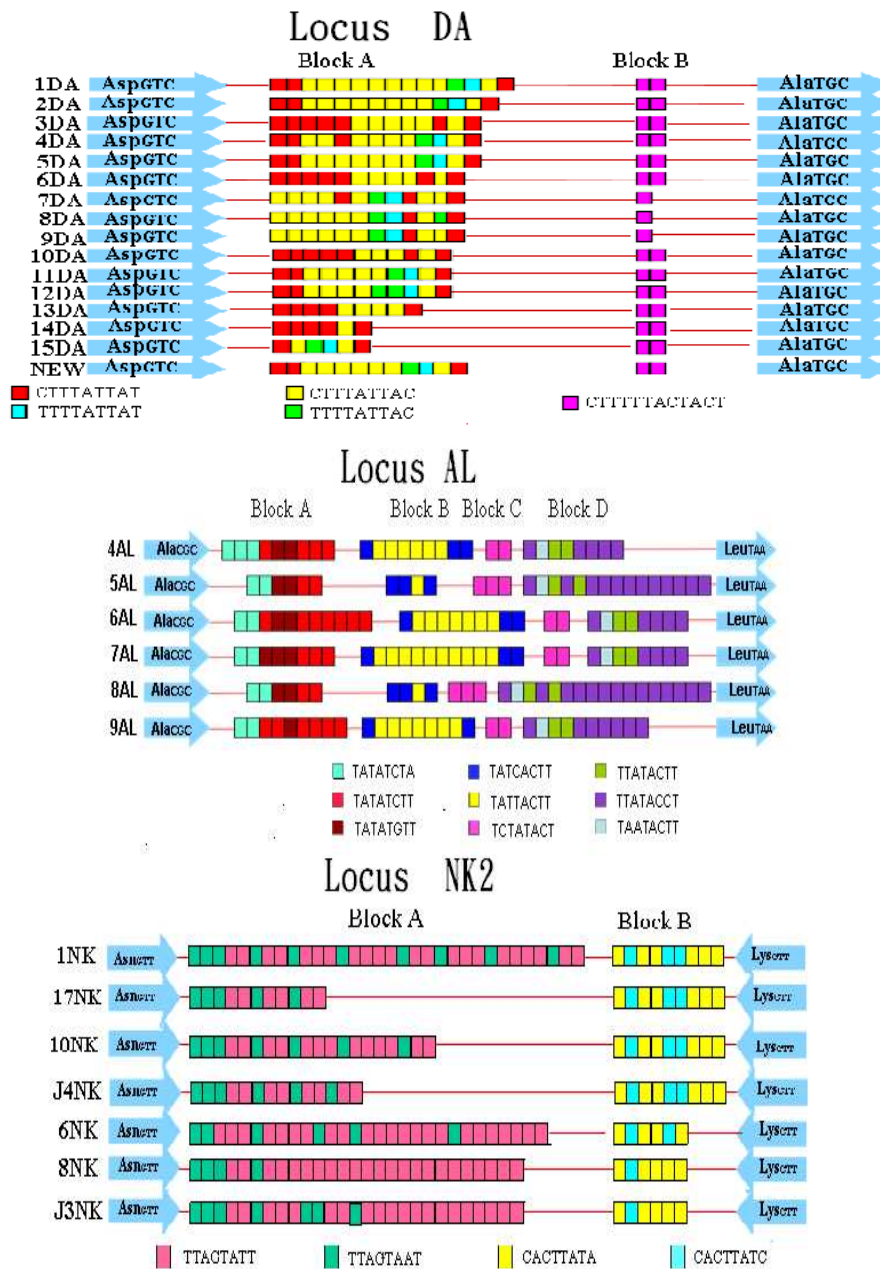 Locus DA
Block A Block B
1DA AspGTC AlaTGC
2DA AspGTC AlaTGC
3DA AspGTC AlaTGC
4DA AspGTC AlaTGC
5DA AspGTC AlaTGC
6DA AspGTC AlaTGC
7DA AspGTC AlaTCC
8DA AspGTC AlaTGC
9DA AspGTC AlaTGC
10DA AspGTC AlaTGC
11DA AspGTC AlaTGC
12DA AspGTC AlaTGC
13DA AspGTC AlaTGC
14DA AspGTC AlaTGC
15DA AspGTC AlaTGC
NEW AspGTC AlaTGC
CTTTATTAT CTTTATTAC CTTTTTACTACT
TTTTATTAT TTTTATTAC
Locus AL
Block A Block B Block C Block D
4AL AlaCGC LeuTAA
5AL AlaCGC LeuTAA
6AL AlaCGC LeuTAA
7AL AlaCGC LeuTAA
8AL AlaCGC LeuTAA
9AL AlaCGC LeuTAA
TATATCTA TATCACTT TTATACTT
TATATCTT TATTACTT TTATACCT
TATATGTT TCTATACT TAATACTT
Locus NK2
Block A Block B
1NK AsnGTT LysCTT
17NK AsnGTT LysCTT
10NK AsnGTT LysCTT
J4NK AsnGTT LysCTT
6NK AsnGTT LysCTT
8NK AsnGTT LysCTT
J3NK AsnGTT LysCTT
TTAGTATT TTAGTAAT CACTTATA CACTTATC